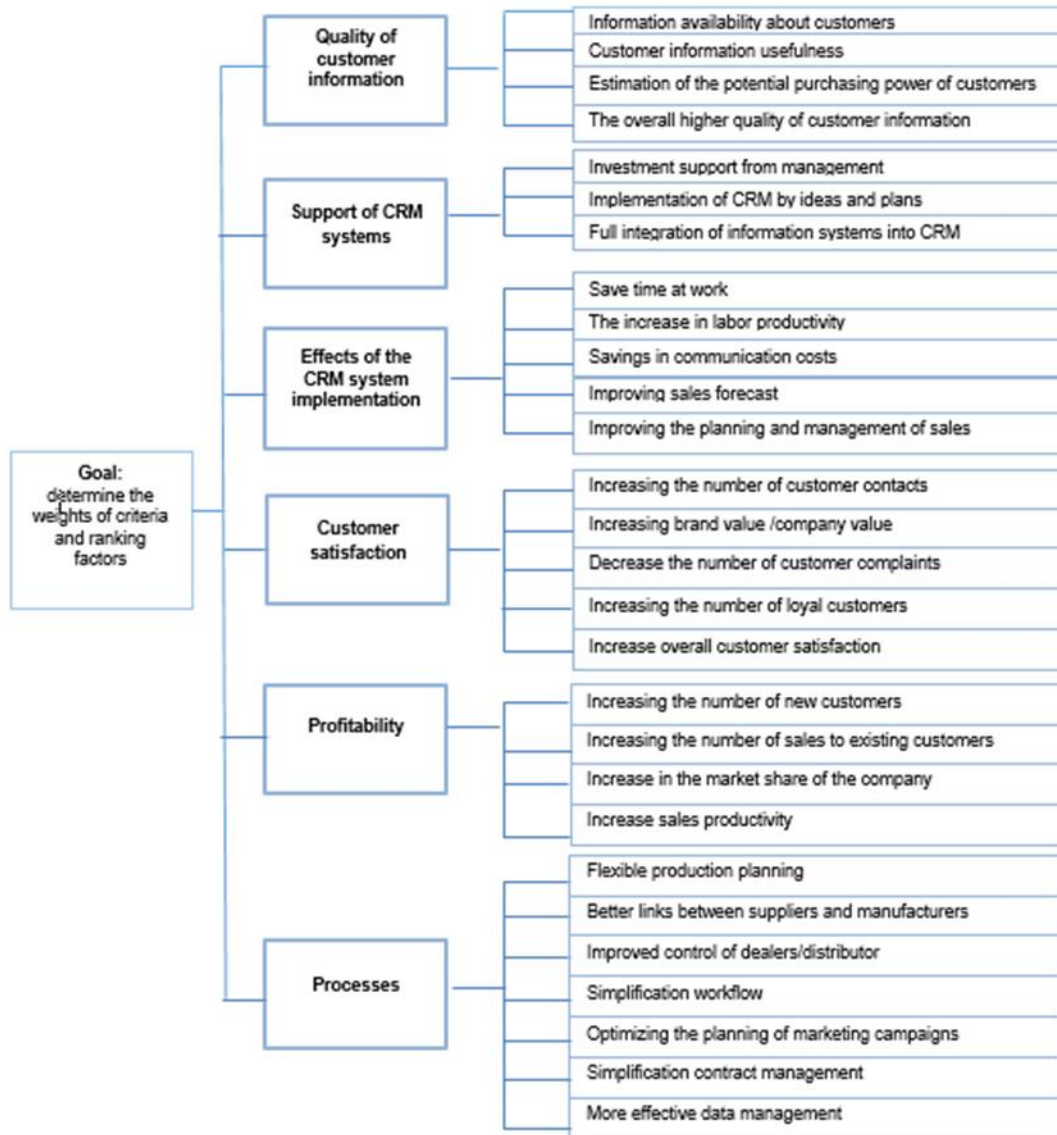 Goal:
determine the
weights of criteria
and ranking
factors
Quality of
customer
information
Information availability about customers
Customer information usefulness
Estimation of the potential purchasing power of customers
The overall higher quality of customer information
Support of CRM
systems
Investment support from management
Implementation of CRM by ideas and plans
Full integration of information systems into CRM
Effects of the
CRM system
implementation
Save time at work
The increase in labor productivity
Savings in communication costs
Improving sales forecast
Improving the planning and management of sales
Customer
satisfaction
Increasing the number of customer contacts
Increasing brand value /company value
Decrease the number of customer complaints
Increasing the number of loyal customers
Increase overall customer satisfaction
Profitability
Increasing the number of new customers
Increasing the number of sales to existing customers
Increase in the market share of the company
Increase sales productivity
Processes
Flexible production planning
Better links between suppliers and manufacturers
Improved control of dealers/distributor
Simplification workflow
Optimizing the planning of marketing campaigns
Simplification contract management
More effective data management